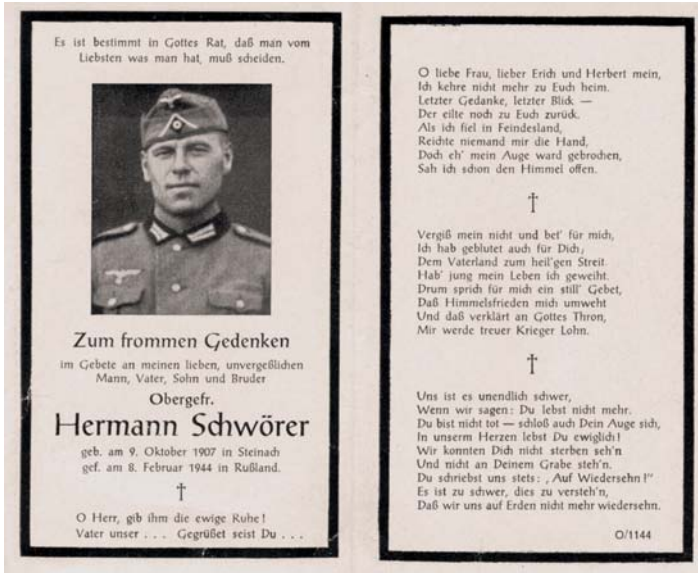 Es ist bestimmt in Gottes Rat, daß man vom
Liebsten was man hat, muß scheiden.
Zum frommen Gedenken
im Gebete an meinen lieben, unvergeßlichen
Mann, Vater, Sohn und Bruder
Obergefr.
Hermann Schwörer
geb. am 9. Oktober 1907 in Steinach
gef. am 8. Februar 1944 in Rußland.
†
O Herr, gib ihm die ewige Ruhe!
Vater unser . . . Gegrüßet seist Du . . .
O liebe Frau, lieber Erich und Herbert mein,
Ich kehre nicht mehr zu Euch heim.
Letzter Gedanke, letzter Blick —
Der eilte noch zu Euch zurück.
Als ich fiel in Feindesland,
Reichte niemand mir die Hand,
Doch eh' mein Auge ward gebrochen,
Sah ich schon den Himmel offen.
†
Vergiß mein nicht und bet' für mich,
Ich hab geblutet auch für Dich,
Dem Vaterland zum heil'gen Streit
Hab' jung mein Leben ich geweiht.
Drum sprich für mich ein still' Gebet,
Daß Himmelsfrieden mich umweht
Und daß verklärt an Gottes Thron,
Mir werde treuer Krieger Lohn.
†
Uns ist es unendlich schwer,
Wenn wir sagen: Du lebst nicht mehr.
Du bist nicht tot — schloß auch Dein Auge sich,
In unserm Herzen lebst Du ewiglich!
Wir konnten Dich nicht sterben seh'n
Und nicht an Deinem Grabe steh'n.
Du schriebst uns stets: „Auf Wiedersehn!"
Es ist zu schwer, dies zu versteh'n,
Daß wir uns auf Erden nicht mehr wiedersehn.
O/1144